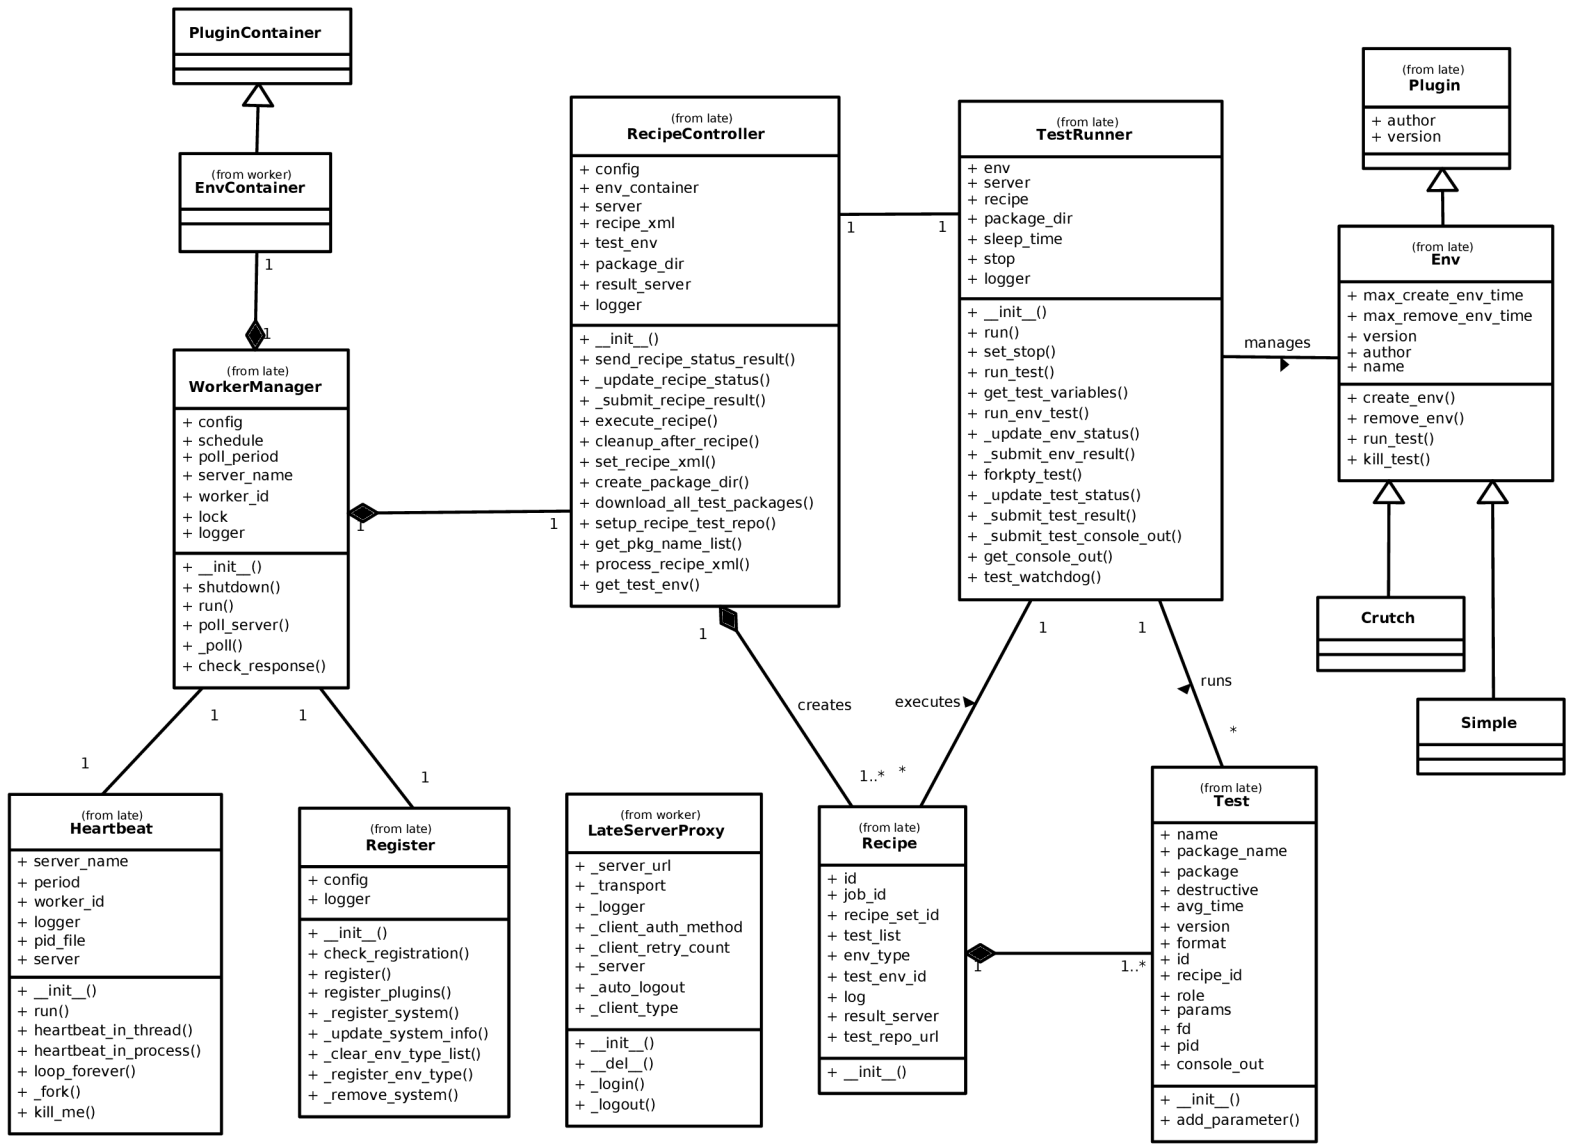 PluginContainer
(from worker)
EnvContainer
1
1
(from late)
WorkerManager
+ config
+ schedule
+ poll_period
+ server_name
+ worker_id
+ lock
+ logger
+ __init__()
+ shutdown()
+ run()
+ poll_server()
+ _poll()
+ check_response()
1
1
1
1
1
1
(from late)
Heartbeat
+ server_name
+ period
+ worker_id
+ logger
+ pid_file
+ server
+ __init__()
+ run()
+ heartbeat_in_thread()
+ heartbeat_in_process()
+ loop_forever()
+ _fork()
+ kill_me()
(from late)
Register
+ config
+ logger
+ __init__()
+ check_registration()
+ register()
+ register_plugins()
+ _register_system()
+ _update_system_info()
+ _clear_env_type_list()
+ _register_env_type()
+ _remove_system()
(from late)
RecipeController
+ config
+ env_container
+ server
+ recipe_xml
+ test_env
+ package_dir
+ result_server
+ logger
+ __init__()
+ send_recipe_status_result()
+ _update_recipe_status()
+ _submit_recipe_result()
+ execute_recipe()
+ cleanup_after_recipe()
+ set_recipe_xml()
+ create_package_dir()
+ download_all_test_packages()
+ setup_recipe_test_repo()
+ get_pkg_name_list()
+ process_recipe_xml()
+ get_test_env()
1
1
1
creates
1..*
(from worker)
LateServerProxy
+ _server_url
+ _transport
+ _logger
+ _client_auth_method
+ _client_retry_count
+ _server
+ _auto_logout
+ _client_type
+ __init__()
+ __del__()
+ _login()
+ _logout()
(from late)
TestRunner
+ env
+ server
+ recipe
+ package_dir
+ sleep_time
+ stop
+ logger
+ __init__()
+ run()
+ set_stop()
+ run_test()
+ get_test_variables()
+ run_env_test()
+ _update_env_status()
+ _submit_env_result()
+ forkpty_test()
+ _update_test_status()
+ _submit_test_result()
+ _submit_test_console_out()
+ get_console_out()
+ test_watchdog()
1
1
executes
runs
*
*
(from late)
Recipe
+ id
+ job_id
+ recipe_set_id
+ test_list
+ env_type
+ test_env_id
+ log
+ result_server
+ test_repo_url
+ __init__()
1
1..*
(from late)
Test
+ name
+ package_name
+ package
+ destructive
+ avg_time
+ version
+ format
+ id
+ recipe_id
+ role
+ params
+ fd
+ pid
+ console_out
+ __init__()
+ add_parameter()
manages
(from late)
Plugin
+ author
+ version
(from late)
Env
+ max_create_env_time
+ max_remove_env_time
+ version
+ author
+ name
+ create_env()
+ remove_env()
+ run_test()
+ kill_test()
Crutch
Simple